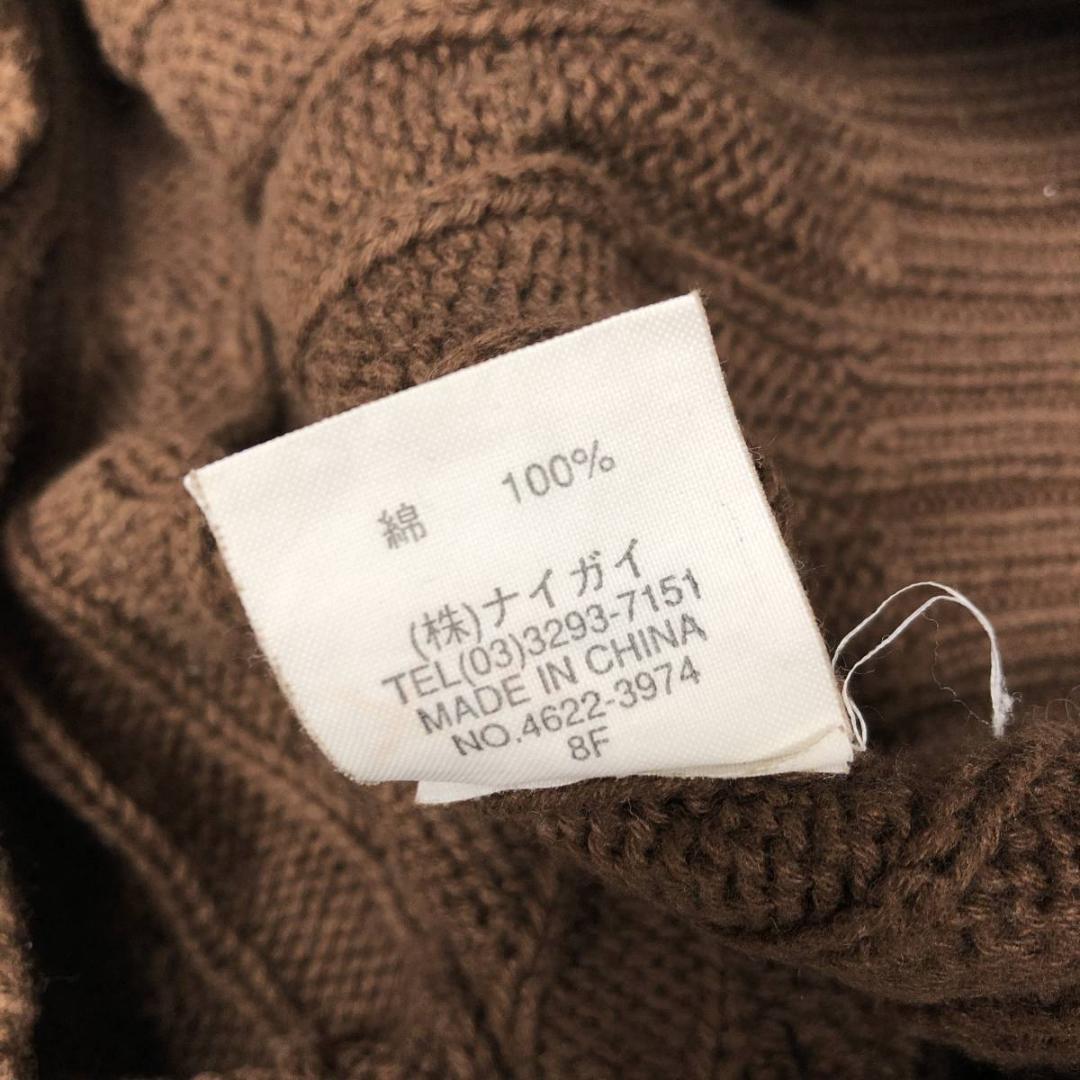 綿 100%
(株)ナイガイ
TEL(03)3293-7151
MADE IN CHINA
NO.4622-3974
8F